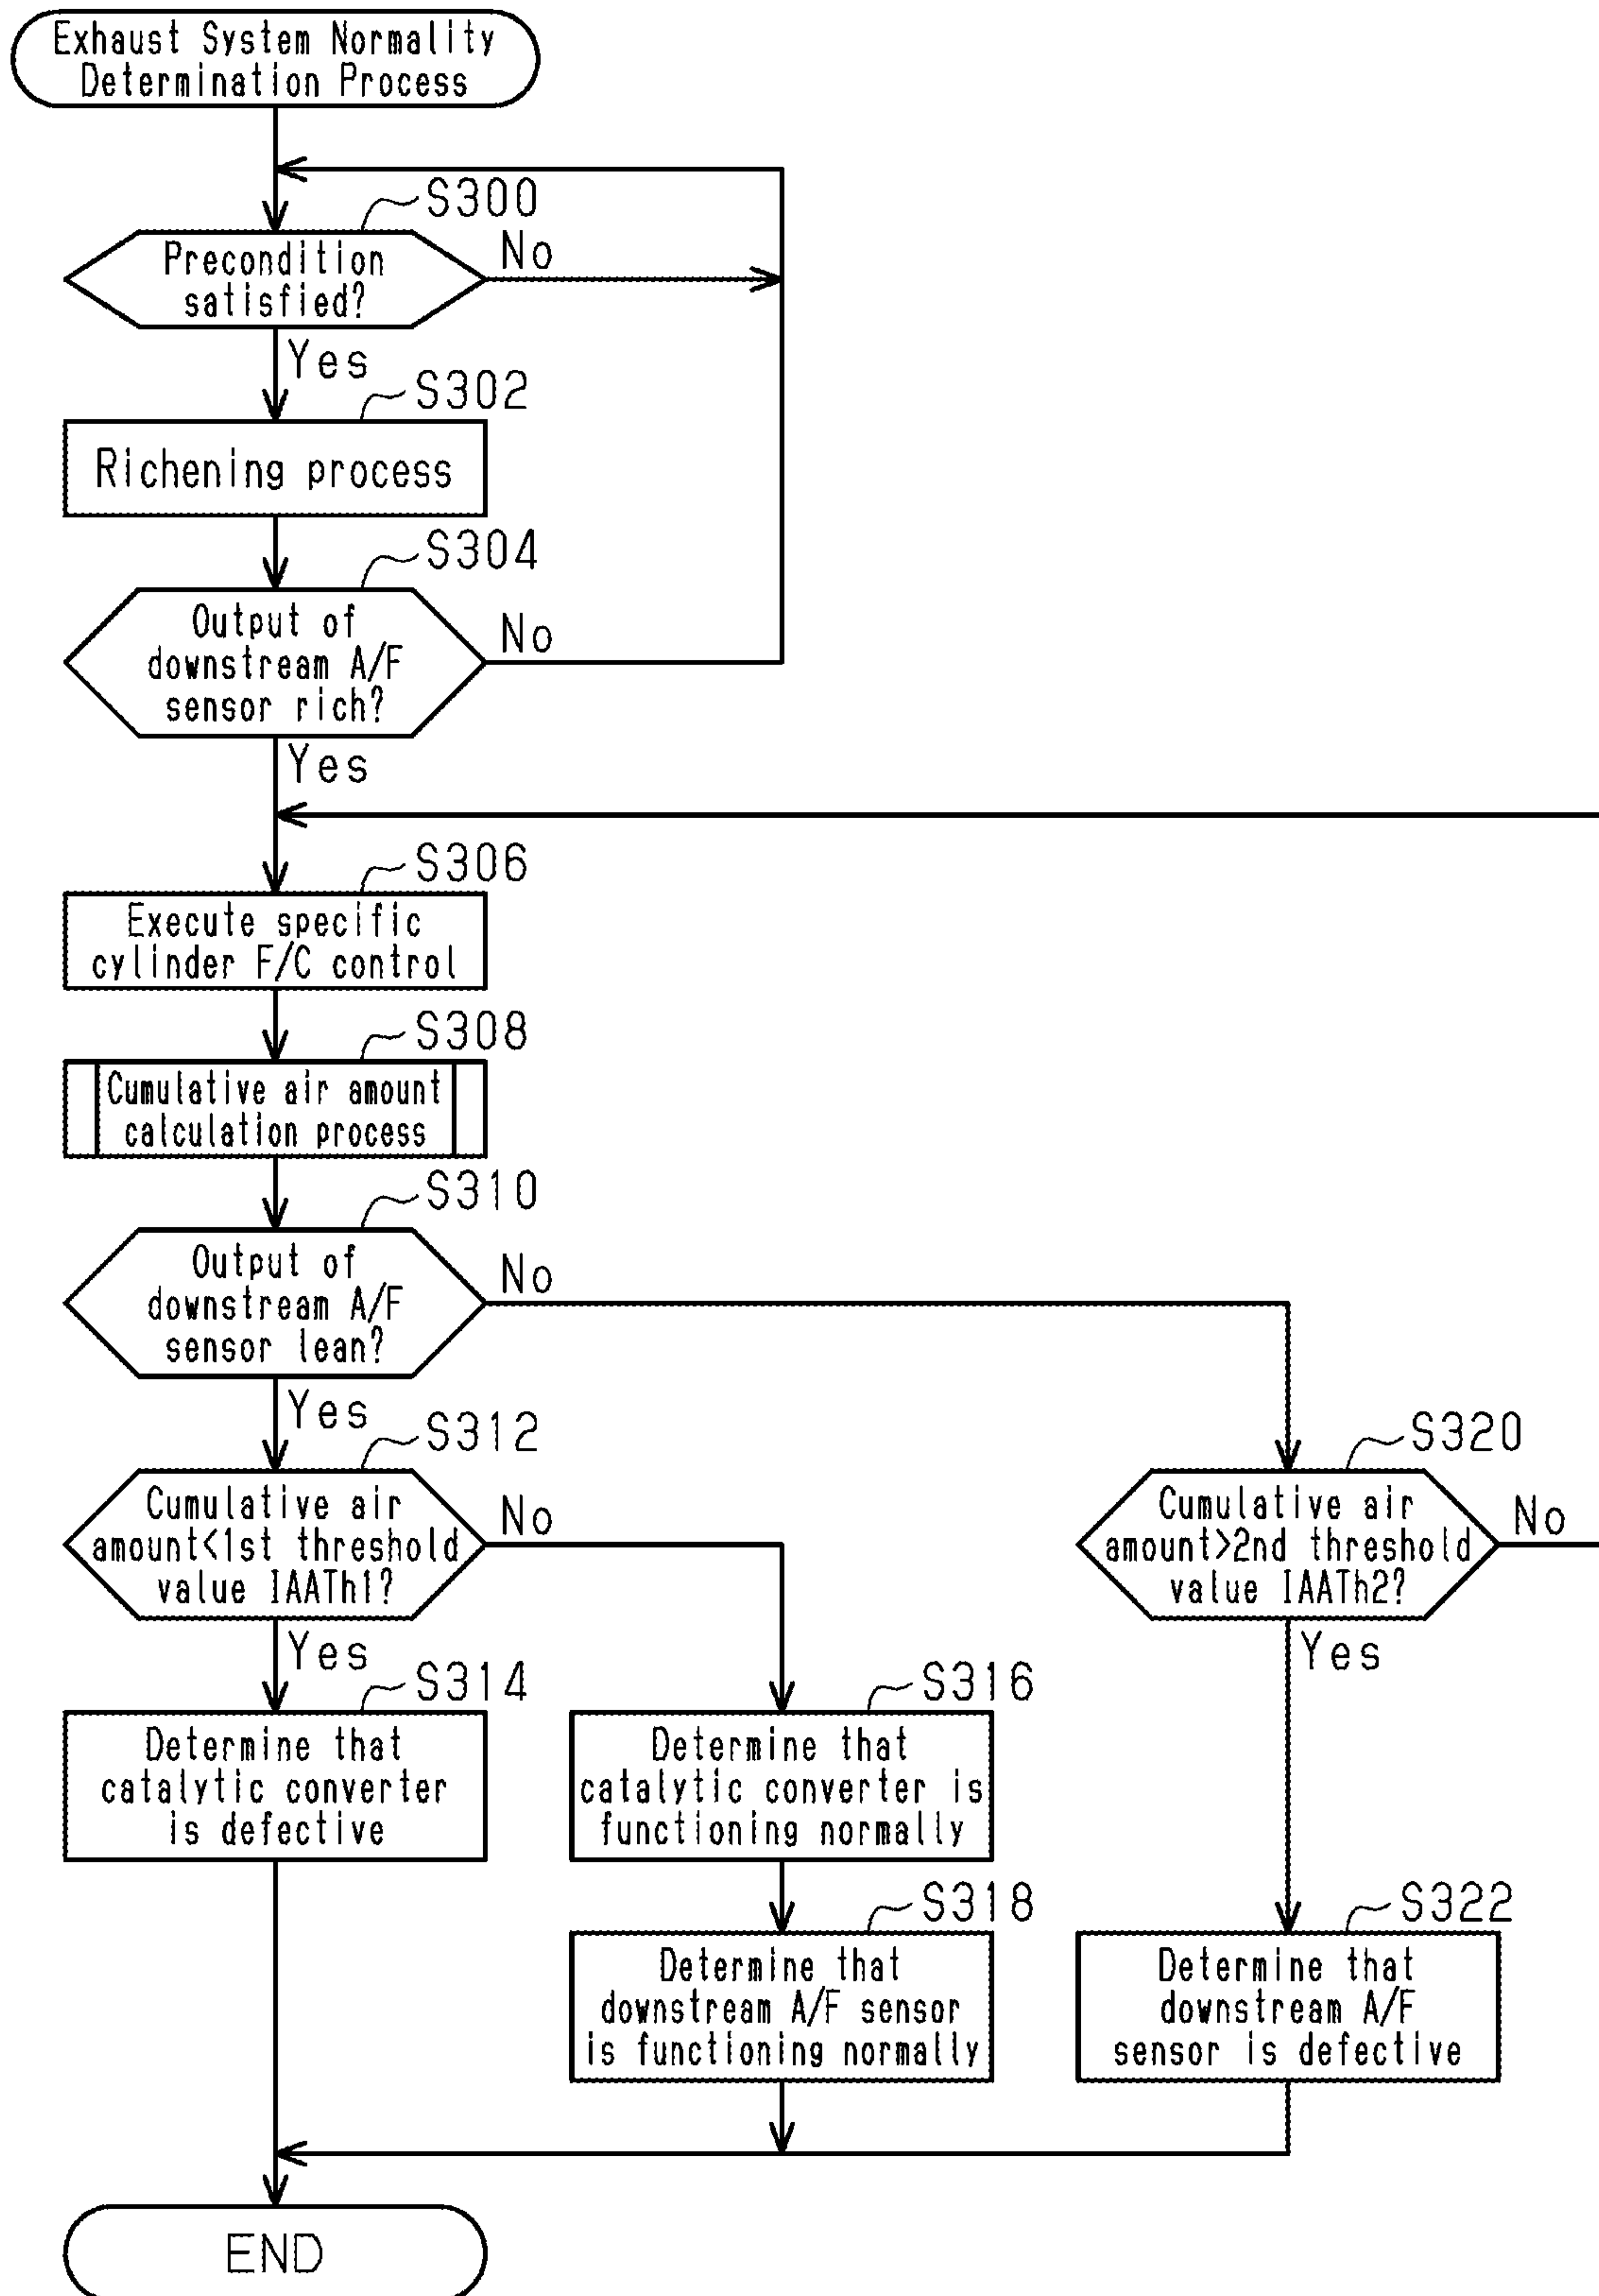 Exhaust System Normality
Determination Process
S300
Precondition
satisfied?
No
Yes
S302
Richening process
S304
Output of
downstream A/F
sensor rich?
No
Yes
S306
Execute specific
cylinder F/C control
S308
Cumulative air amount
calculation process
S310
Output of
downstream A/F
sensor lean?
No
Yes
S312
Cumulative air
amount<1st threshold
value IAATh1?
No
S320
Cumulative air
amount>2nd threshold
value IAATh2?
No
Yes
Yes
S314
Determine that
catalytic converter
is defective
S316
Determine that
catalytic converter is
functioning normally
S318
Determine that
downstream A/F sensor
is functioning normally
S322
Determine that
downstream A/F
sensor is defective
END